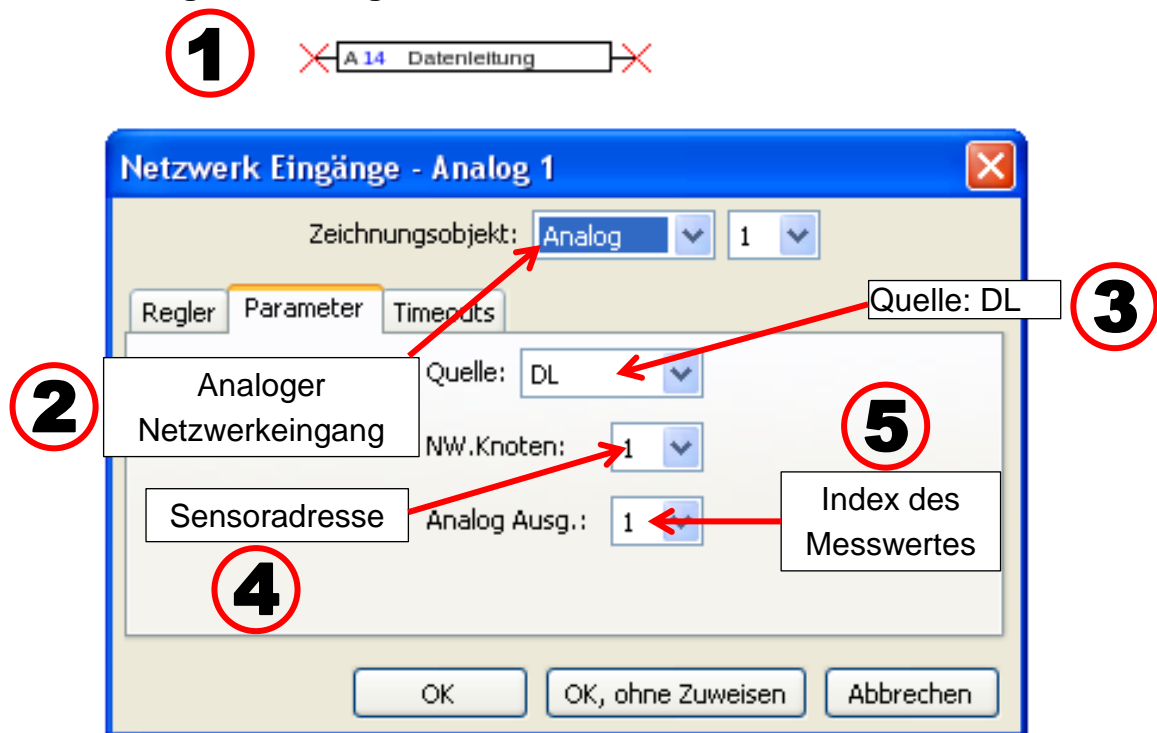 1
A 14 Datenleitung
Netzwerk Eingänge - Analog 1
Zeichnungsobjekt: Analog 1
Regler Parameter Timeouts
Quelle: DL
3
2
Analoger
Netzwerkeingang
Quelle: DL
5
NW.Knoten: 1
Sensoradresse
Analog Ausg.: 1
Index des
Messwertes
4
OK OK, ohne Zuweisen Abbrechen